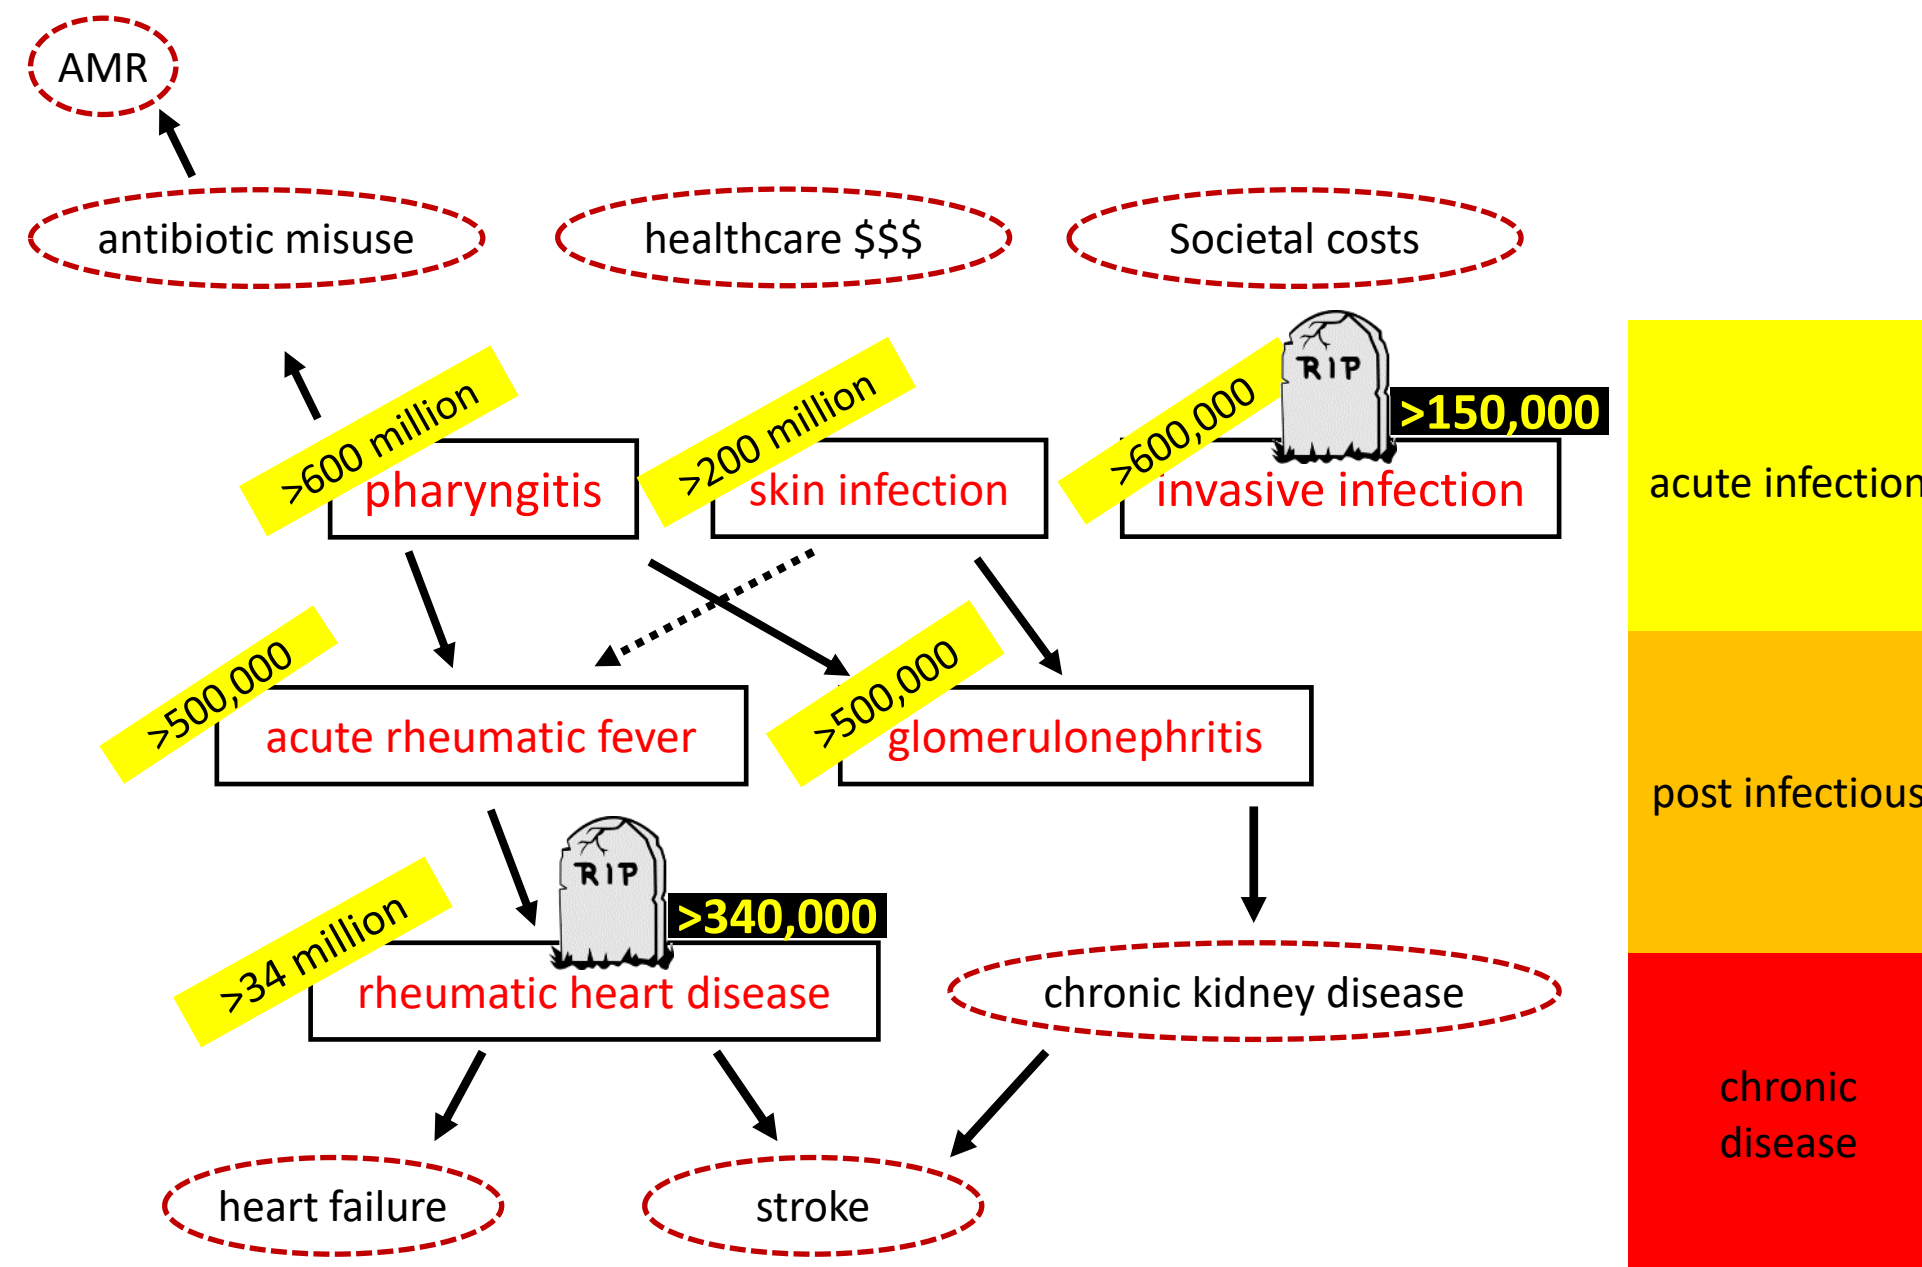 AMR
antibiotic misuse
healthcare $$$
Societal costs
>600 million
pharyngitis
>200 million
skin infection
>600,000
RIP
>150,000
invasive infection
acute infection
>500,000
acute rheumatic fever
>500,000
glomerulonephritis
post infectious
>34 million
RIP
>340,000
rheumatic heart disease
chronic kidney disease
chronic
disease
heart failure
stroke